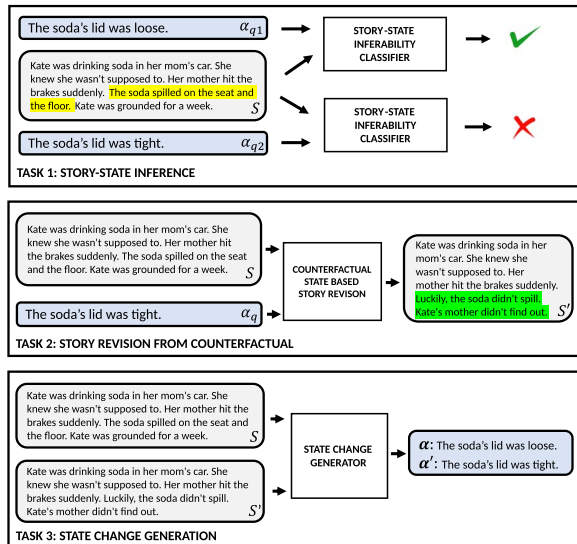 The soda's lid was loose. αq1
Kate was drinking soda in her mom's car. She
knew she wasn't supposed to. Her mother hit the
brakes suddenly. The soda spilled on the seat and
the floor. Kate was grounded for a week. S
The soda's lid was tight. αq2
STORY-STATE
INFERABILITY
CLASSIFIER
STORY-STATE
INFERABILITY
CLASSIFIER
TASK 1: STORY-STATE INFERENCE
Kate was drinking soda in her mom's car. She
knew she wasn't supposed to. Her mother hit
the brakes suddenly. The soda spilled on the seat
and the floor. Kate was grounded for a week. S
The soda's lid was tight. αq
COUNTERFACTUAL
STATE BASED
STORY REVISON
Kate was drinking soda in her
mom's car. She knew she
wasn't supposed to. Her
mother hit the brakes suddenly.
Luckily, the soda didn't spill.
Kate's mother didn't find out. S'
TASK 2: STORY REVISION FROM COUNTERFACTUAL
Kate was drinking soda in her mom's car. She
knew she wasn't supposed to. Her mother hit the
brakes suddenly. The soda spilled on the seat and
the floor. Kate was grounded for a week. S
Kate was drinking soda in her mom's car. She
knew she wasn't supposed to. Her mother hit the
brakes suddenly. Luckily, the soda didn't spill.
Kate's mother didn't find out. S'
STATE CHANGE
GENERATOR
α: The soda's lid was loose.
α': The soda's lid was tight.
TASK 3: STATE CHANGE GENERATION